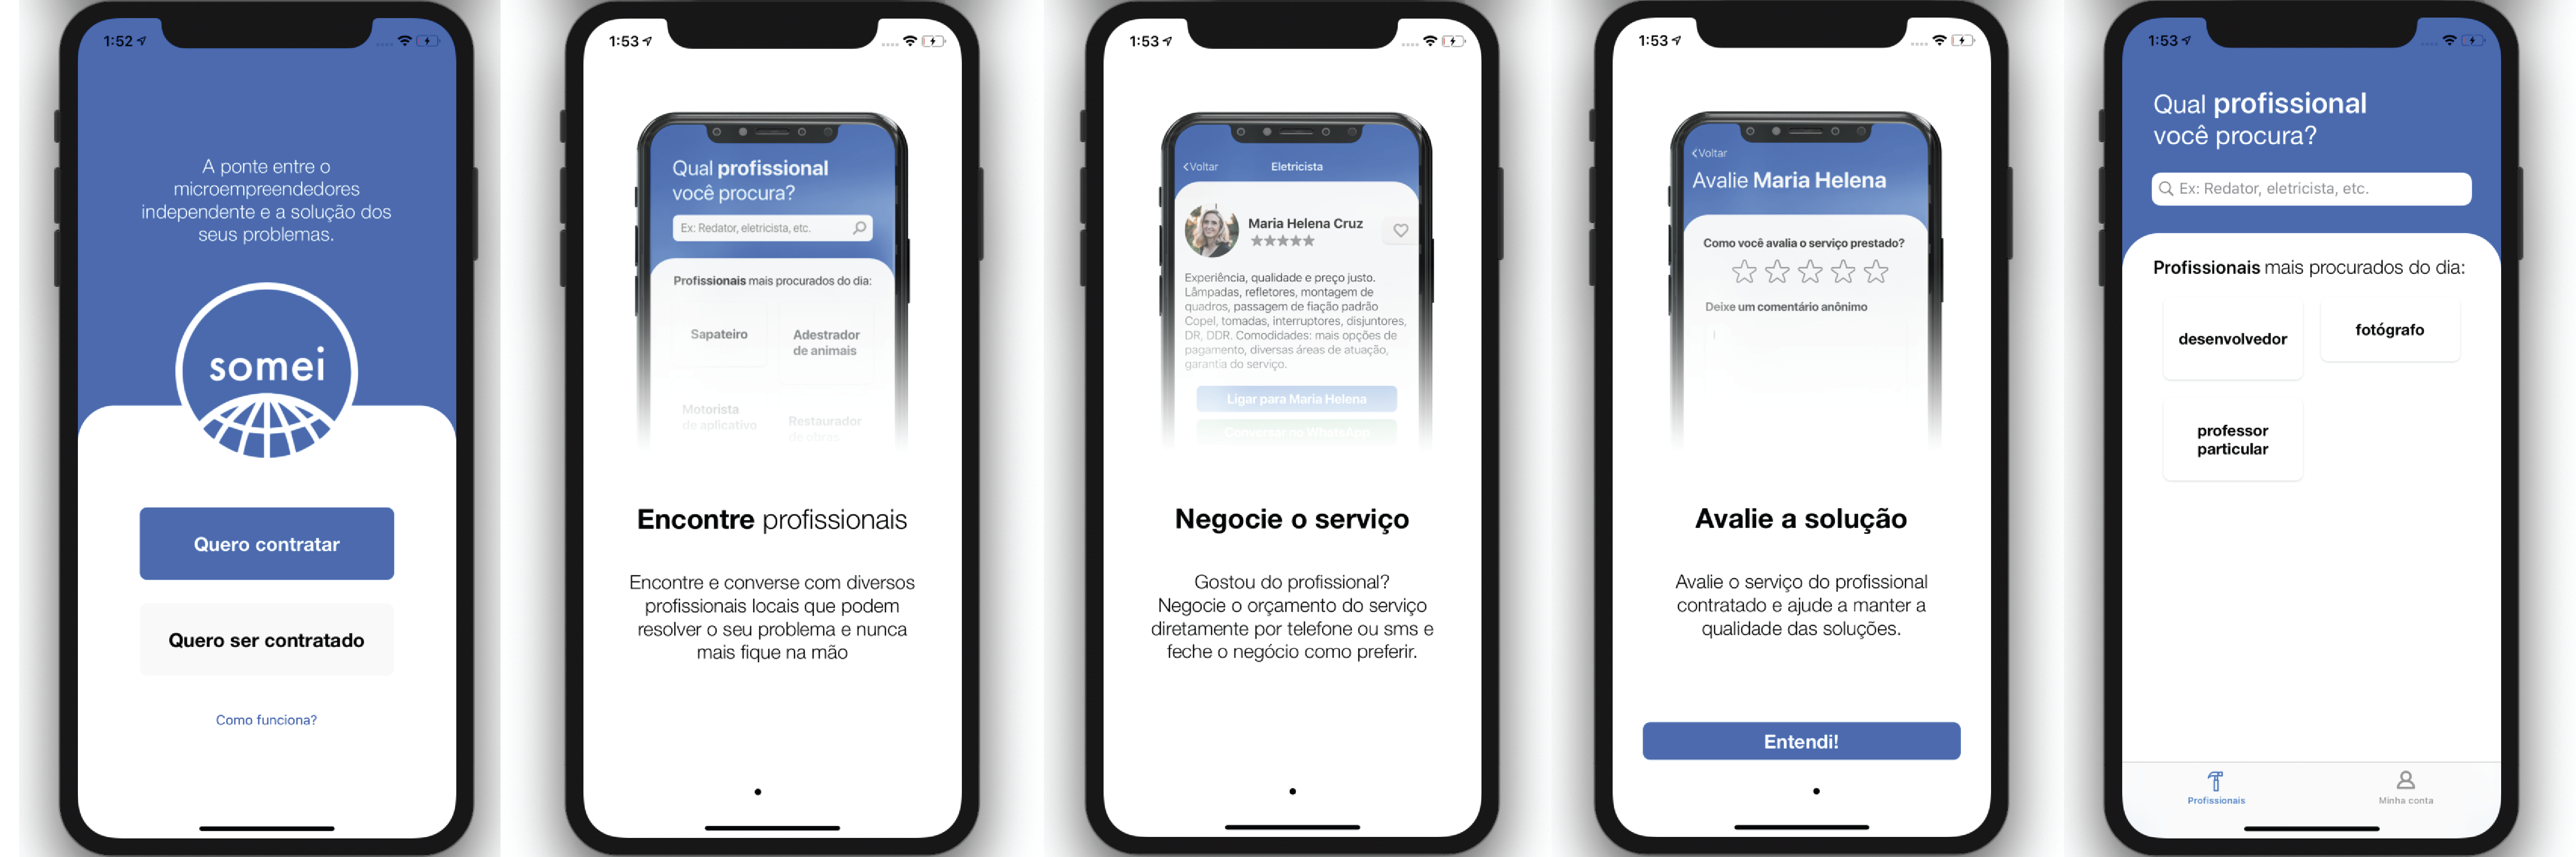 1:52
A ponte entre o
microempreendedores
independente e a solução dos
seus problemas.
somei
Quero contratar
Quero ser contratado
Como funciona?
1:53
Qual profissional
você procura?
Ex: Redator, eletricista, etc.
Profissionais mais procurados do dia:
Sapateiro
Adestrador
de animais
Motorista
de aplicativo
Restaurador
de obras
Encontre profissionais
Encontre e converse com diversos
profissionais locais que podem
resolver o seu problema e nunca
mais fique na mão
1:53
Voltar
Eletricista
Maria Helena Cruz
Experiência, qualidade e preço justo.
Lâmpadas, refletores, montagem de
quadros, passagem de fiação padrão
Copel, tomadas, interruptores, disjuntores,
DR, DDR. Comodidades: mais opções de
pagamento, diversas áreas de atuação,
garantia do serviço.
Ligar para Maria Helena
Conversar no WhatsApp
Negocie o serviço
Gostou do profissional?
Negocie o orçamento do serviço
diretamente por telefone ou sms e
feche o negócio como preferir.
1:53
Voltar
Avalie Maria Helena
Como você avalia o serviço prestado?
Deixe um comentário anônimo
Avalie a solução
Avalie o serviço do profissional
contratado e ajude a manter a
qualidade das soluções.
Entendi!
1:53
Qual profissional
você procura?
Ex: Redator, eletricista, etc.
Profissionais mais procurados do dia:
desenvolvedor
fotógrafo
professor
particular
Profissionais
Minha conta